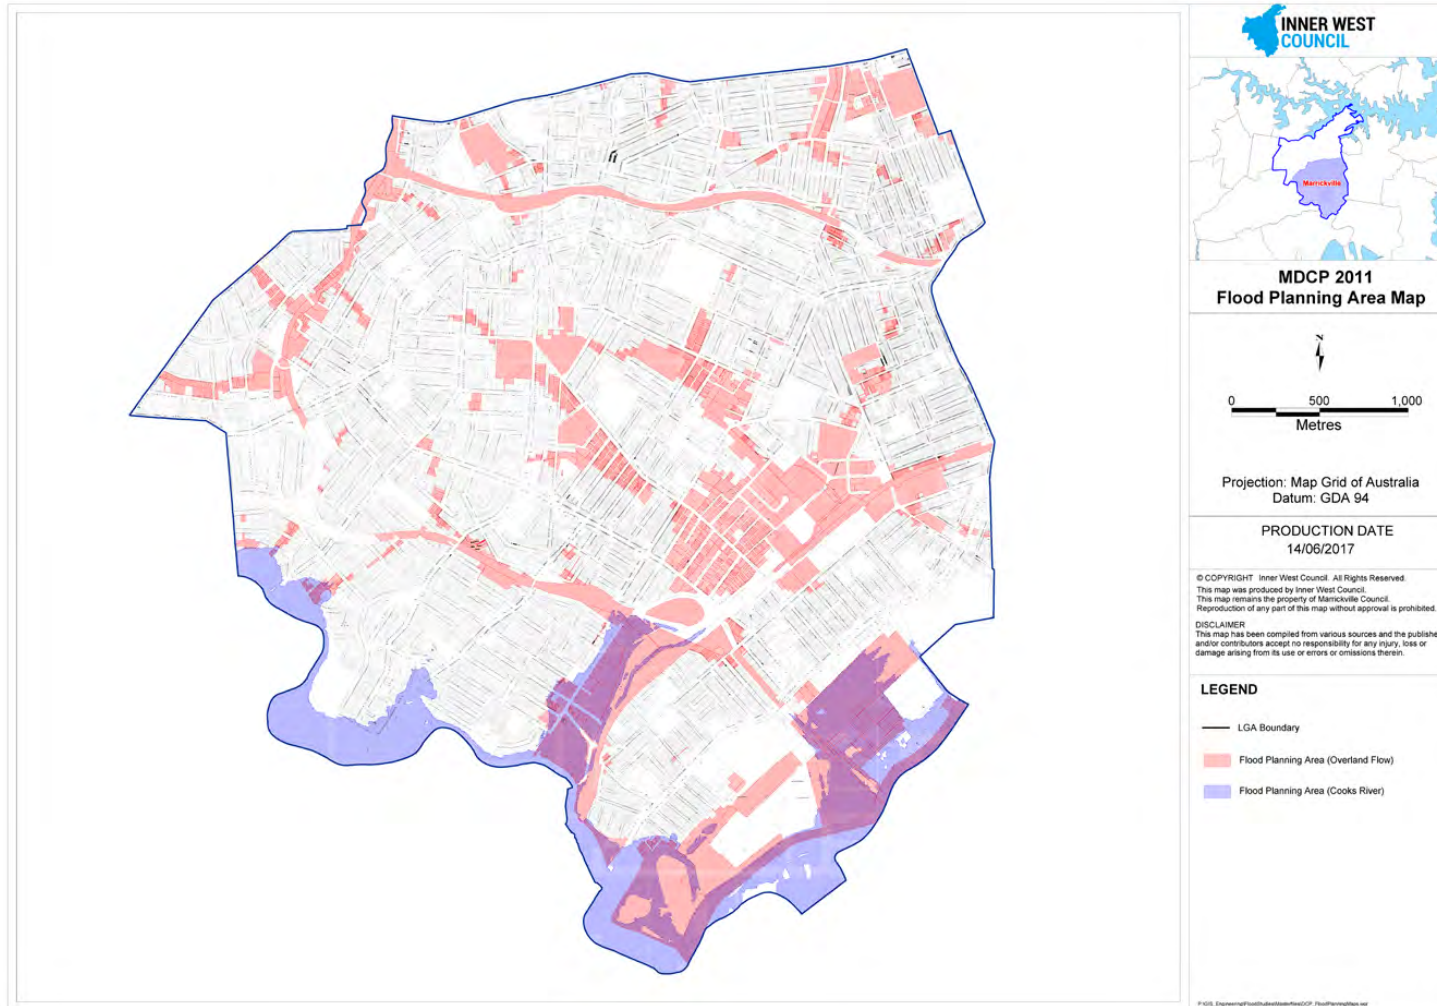 INNER WEST
COUNCIL
Marrickville
MDCP 2011
Flood Planning Area Map
N
0 500 1,000
Metres
Projection: Map Grid of Australia
Datum: GDA 94
PRODUCTION DATE
14/06/2017
© COPYRIGHT Inner West Council. All Rights Reserved.
This map was produced by Inner West Council.
This map remains the property of Marrickville Council.
Reproduction of any part of this map without approval is prohibited.
DISCLAIMER
This map has been compiled from various sources and the publishe
and/or contributors accept no responsibility for any injury, loss or
damage arising from its use or errors or omissions therein.
LEGEND
LGA Boundary
Flood Planning Area (Overland Flow)
Flood Planning Area (Cooks River)